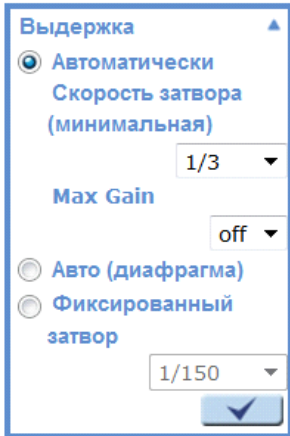 Выдержка
Автоматически
Скорость затвора
(минимальная)
1/3
Max Gain
off
Авто (диафрагма)
Фиксированный
затвор
1/150